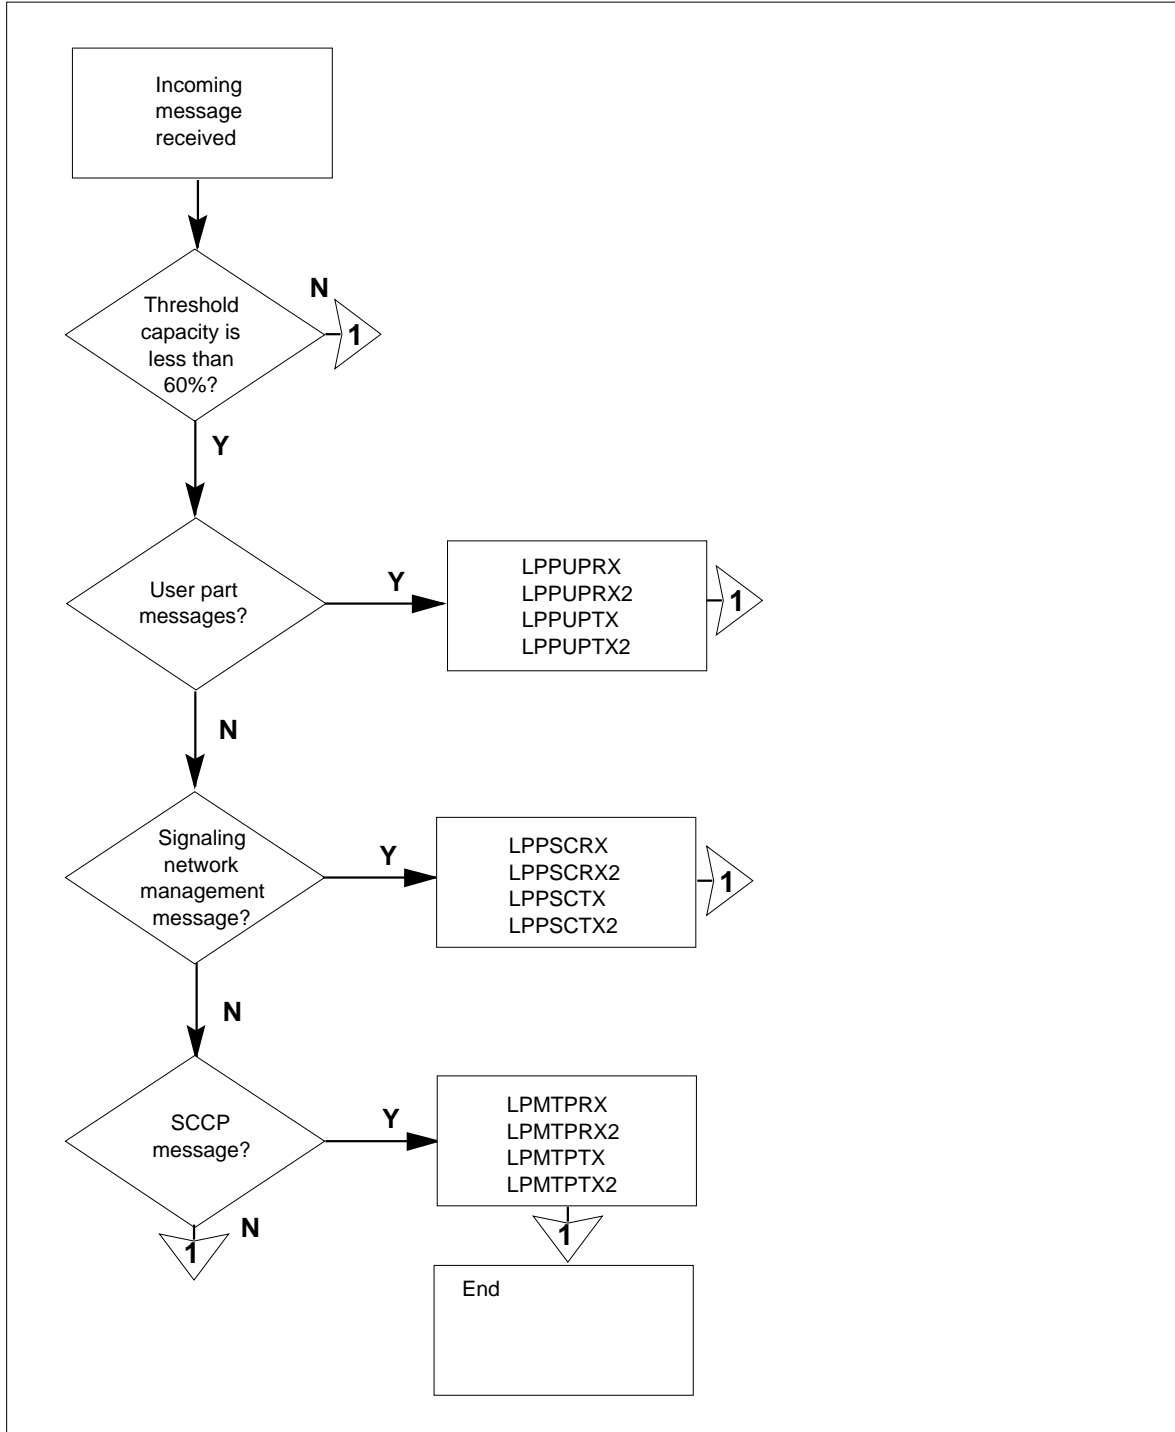 Incoming
message
received
N
Threshold
capacity is
less than
60%?
1
Y
User part
messages?
Y
LPPUPRX
LPPUPRX2
LPPUPTX
LPPUPTX2
1
N
Signaling
network
management
message?
Y
LPPSCRX
LPPSCRX2
LPPSCTX
LPPSCTX2
1
N
SCCP
message?
Y
LPMTPRX
LPMTPRX2
LPMTPTX
LPMTPTX2
N
1
1
End